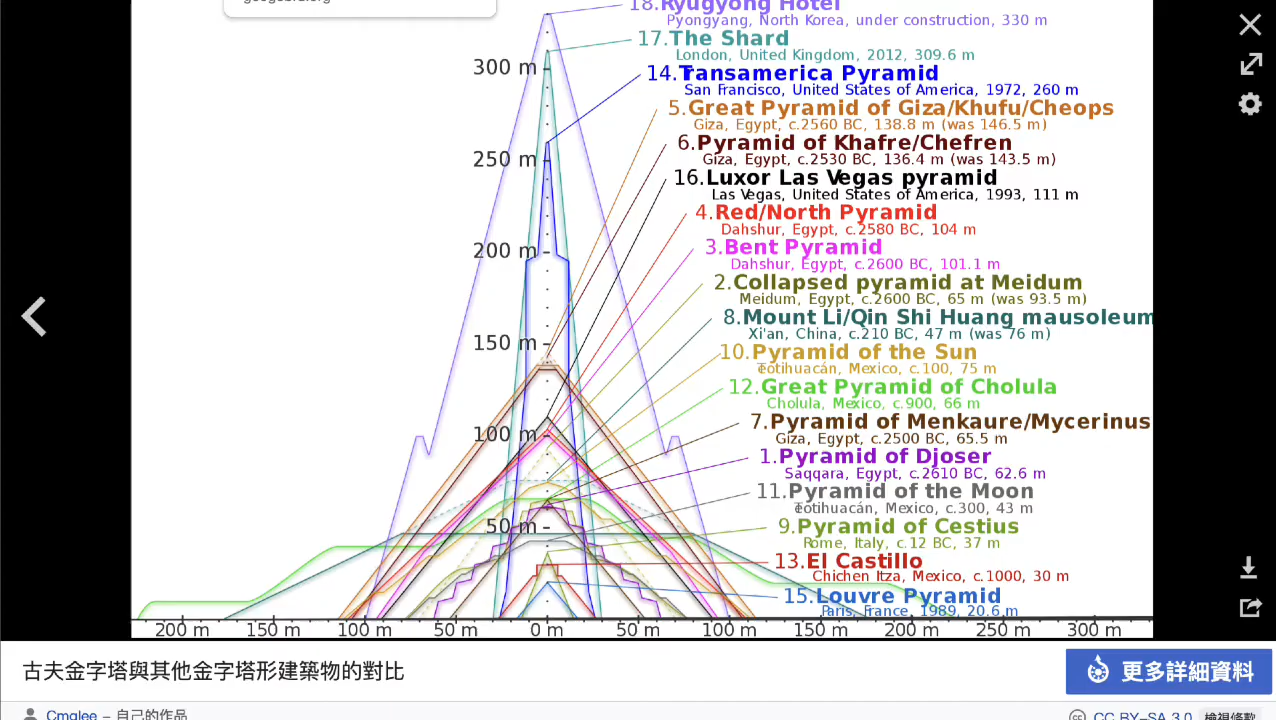 18.Ryugyong Hotel
Pyongyang, North Korea, under construction, 330 m
17.The Shard
London, United Kingdom, 2012, 309.6 m
300 m
14.Transamerica Pyramid
San Francisco, United States of America, 1972, 260 m
5.Great Pyramid of Giza/Khufu/Cheops
Giza, Egypt, c.2560 BC, 138.8 m (was 146.5 m)
6.Pyramid of Khafre/Chefren
Giza, Egypt, c.2530 BC, 136.4 m (was 143.5 m)
250 m
16.Luxor Las Vegas pyramid
Las Vegas, United States of America, 1993, 111 m
4.Red/North Pyramid
Dahshur, Egypt, c.2580 BC, 104 m
3.Bent Pyramid
Dahshur, Egypt, c.2600 BC, 101.1 m
200 m
2.Collapsed pyramid at Meidum
Meidum, Egypt, c.2600 BC, 65 m (was 93.5 m)
8.Mount Li/Qin Shi Huang mausoleum
Xi'an, China, c.210 BC, 47 m (was 76 m)
150 m
10.Pyramid of the Sun
Teotihuacán, Mexico, c.100, 75 m
12.Great Pyramid of Cholula
Cholula, Mexico, c.900, 66 m
7.Pyramid of Menkaure/Mycerinus
Giza, Egypt, c.2500 BC, 65.5 m
100 m
1.Pyramid of Djoser
Saqqara, Egypt, c.2610 BC, 62.6 m
11.Pyramid of the Moon
Teotihuacán, Mexico, c.300, 43 m
50 m
9.Pyramid of Cestius
Rome, Italy, c.12 BC, 37 m
13.El Castillo
Chichen Itza, Mexico, c.1000, 30 m
15.Louvre Pyramid
Paris, France, 1989, 20.6 m
200 m 150 m 100 m 50 m 0 m 50 m 100 m 150 m 200 m 250 m 300 m
古夫金字塔與其他金字塔形建築物的對比
更多詳細資料
Cmglee – 自己的作品
CC BY-SA 3.0 檢視條款